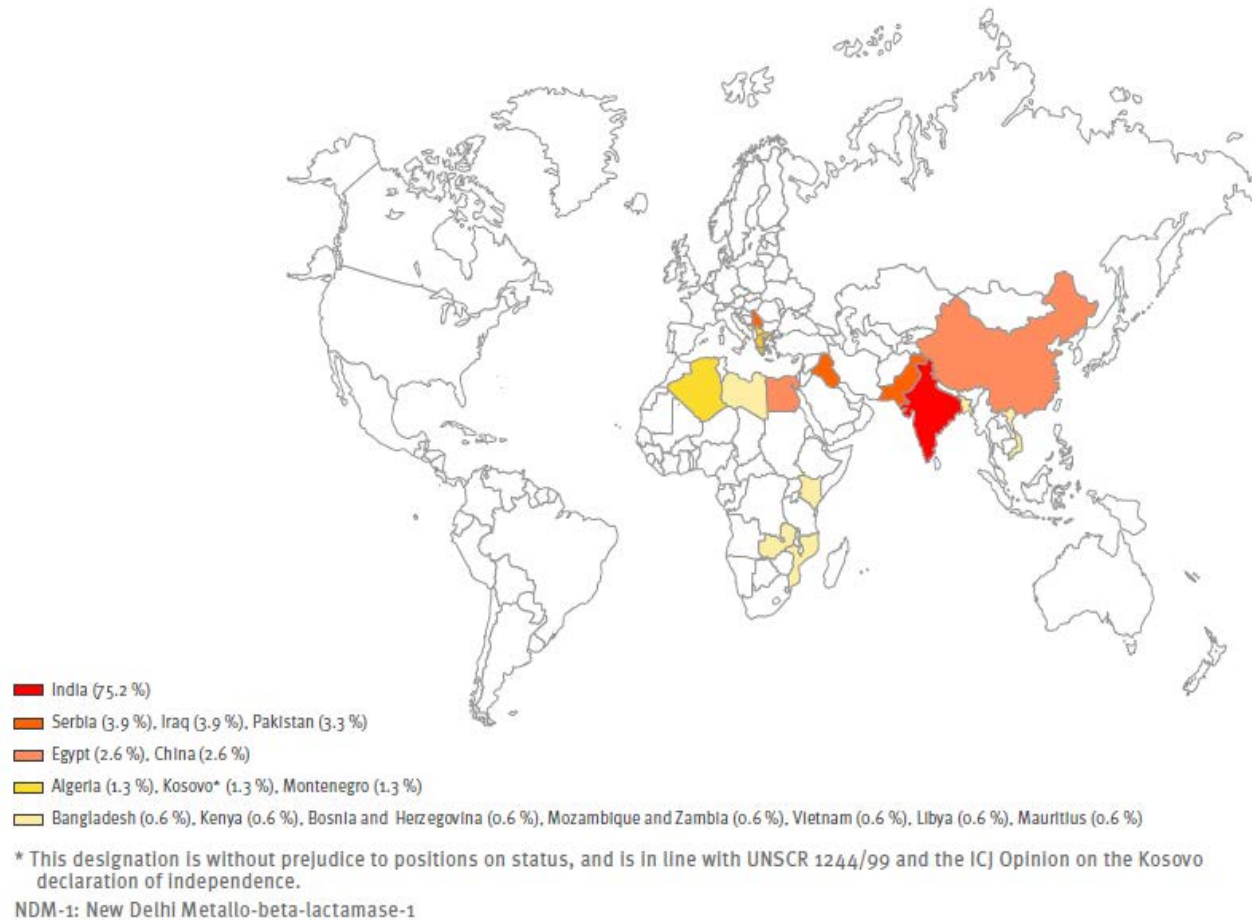 India (75.2 %)
Serbia (3.9 %), Iraq (3.9 %), Pakistan (3.3 %)
Egypt (2.6 %), China (2.6 %)
Algeria (1.3 %), Kosovo* (1.3 %), Montenegro (1.3 %)
Bangladesh (0.6 %), Kenya (0.6 %), Bosnia and Herzegovina (0.6 %), Mozambique and Zambia (0.6 %), Vietnam (0.6 %), Libya (0.6 %), Mauritius (0.6 %)
* This designation is without prejudice to positions on status, and is in line with UNSCR 1244/99 and the ICJ Opinion on the Kosovo
declaration of independence.
NDM-1: New Delhi Metallo-beta-lactamase-1